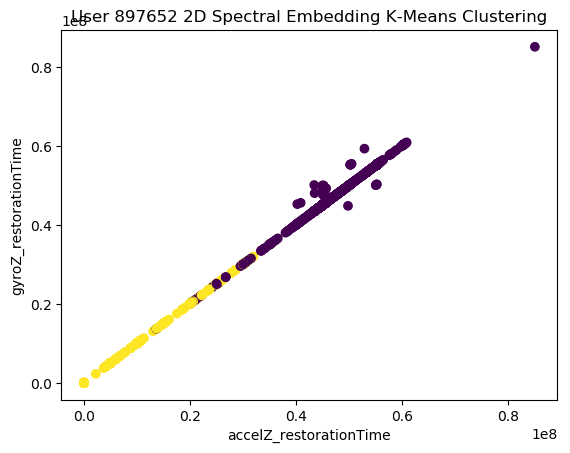 User 897652 2D Spectral Embedding K-Means Clustering
1e8
0.8
0.6
0.4
0.2
0.0
gyroZ_restorationTime
0.0 0.2 0.4 0.6 0.8
1e8
accelZ_restorationTime